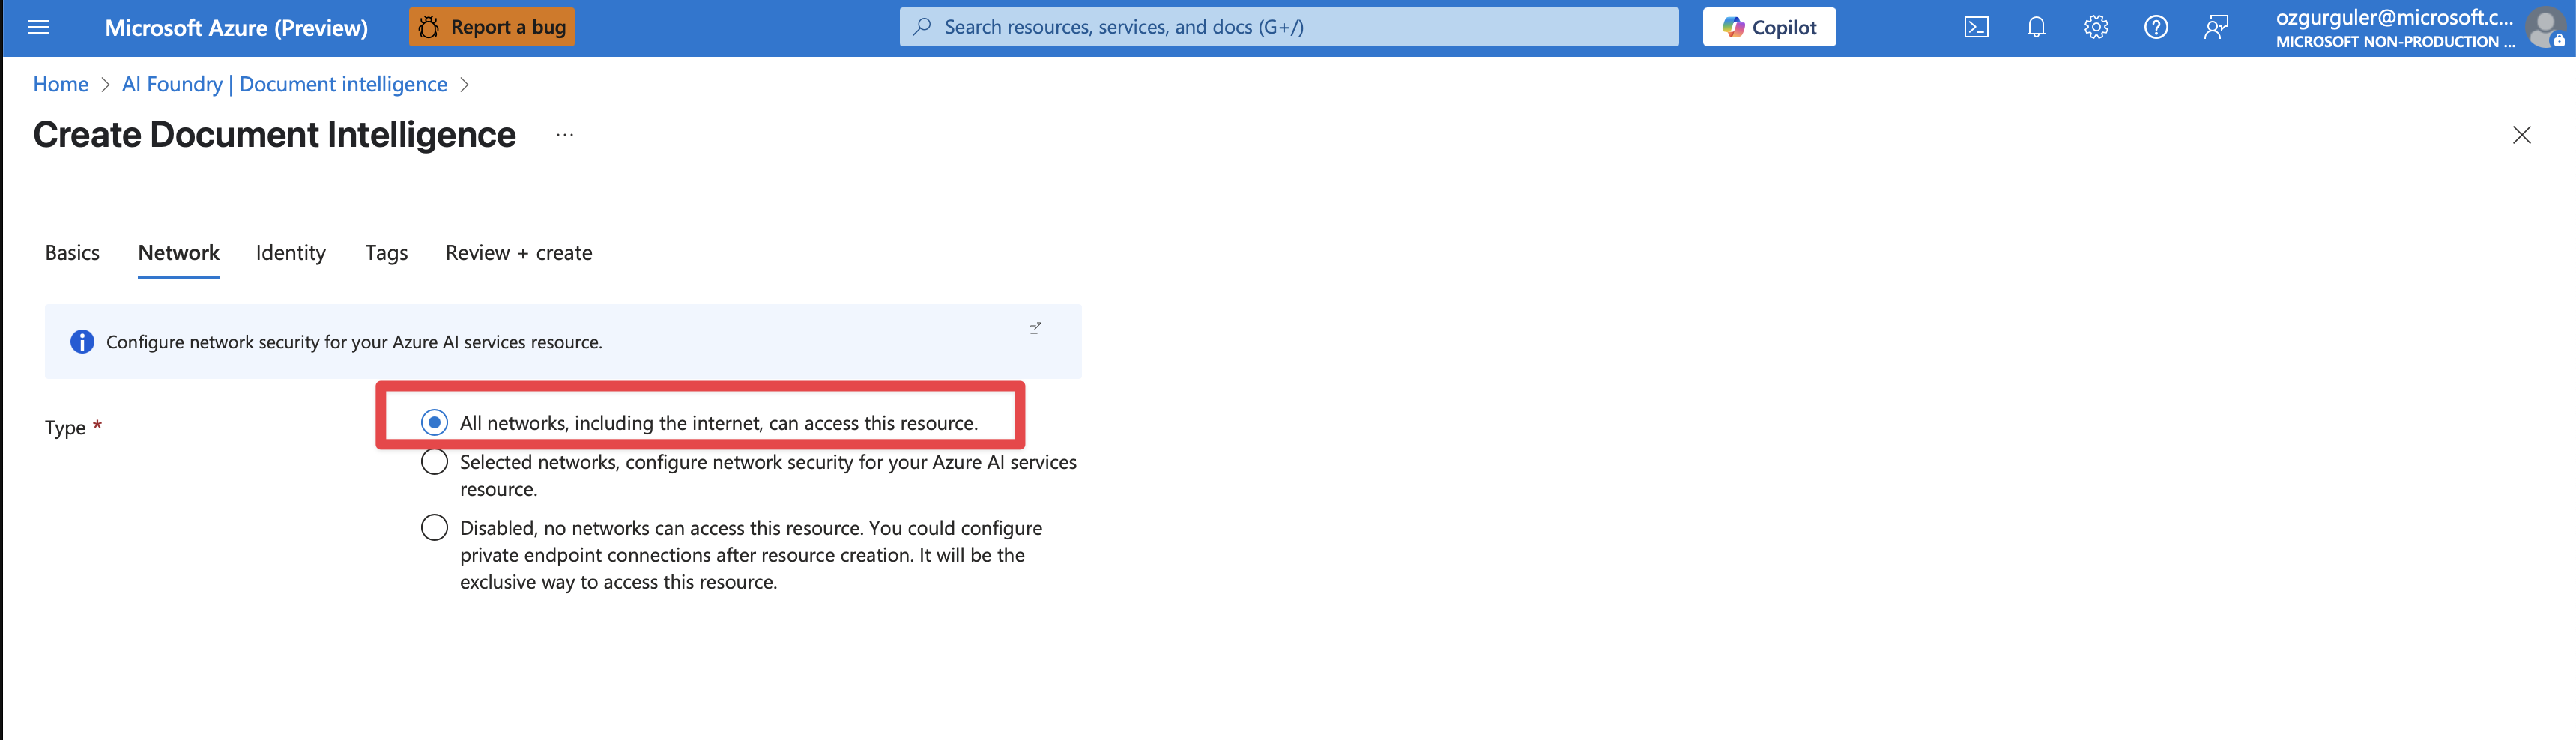 Microsoft Azure (Preview)
Report a bug
Search resources, services, and docs (G+/)
Copilot
ozgurguler@microsoft.c...
MICROSOFT NON-PRODUCTION ...
Home > AI Foundry | Document intelligence >
Create Document Intelligence ...
Basics Network Identity Tags Review + create
Configure network security for your Azure AI services resource.
Type *
All networks, including the internet, can access this resource.
Selected networks, configure network security for your Azure AI services
resource.
Disabled, no networks can access this resource. You could configure
private endpoint connections after resource creation. It will be the
exclusive way to access this resource.